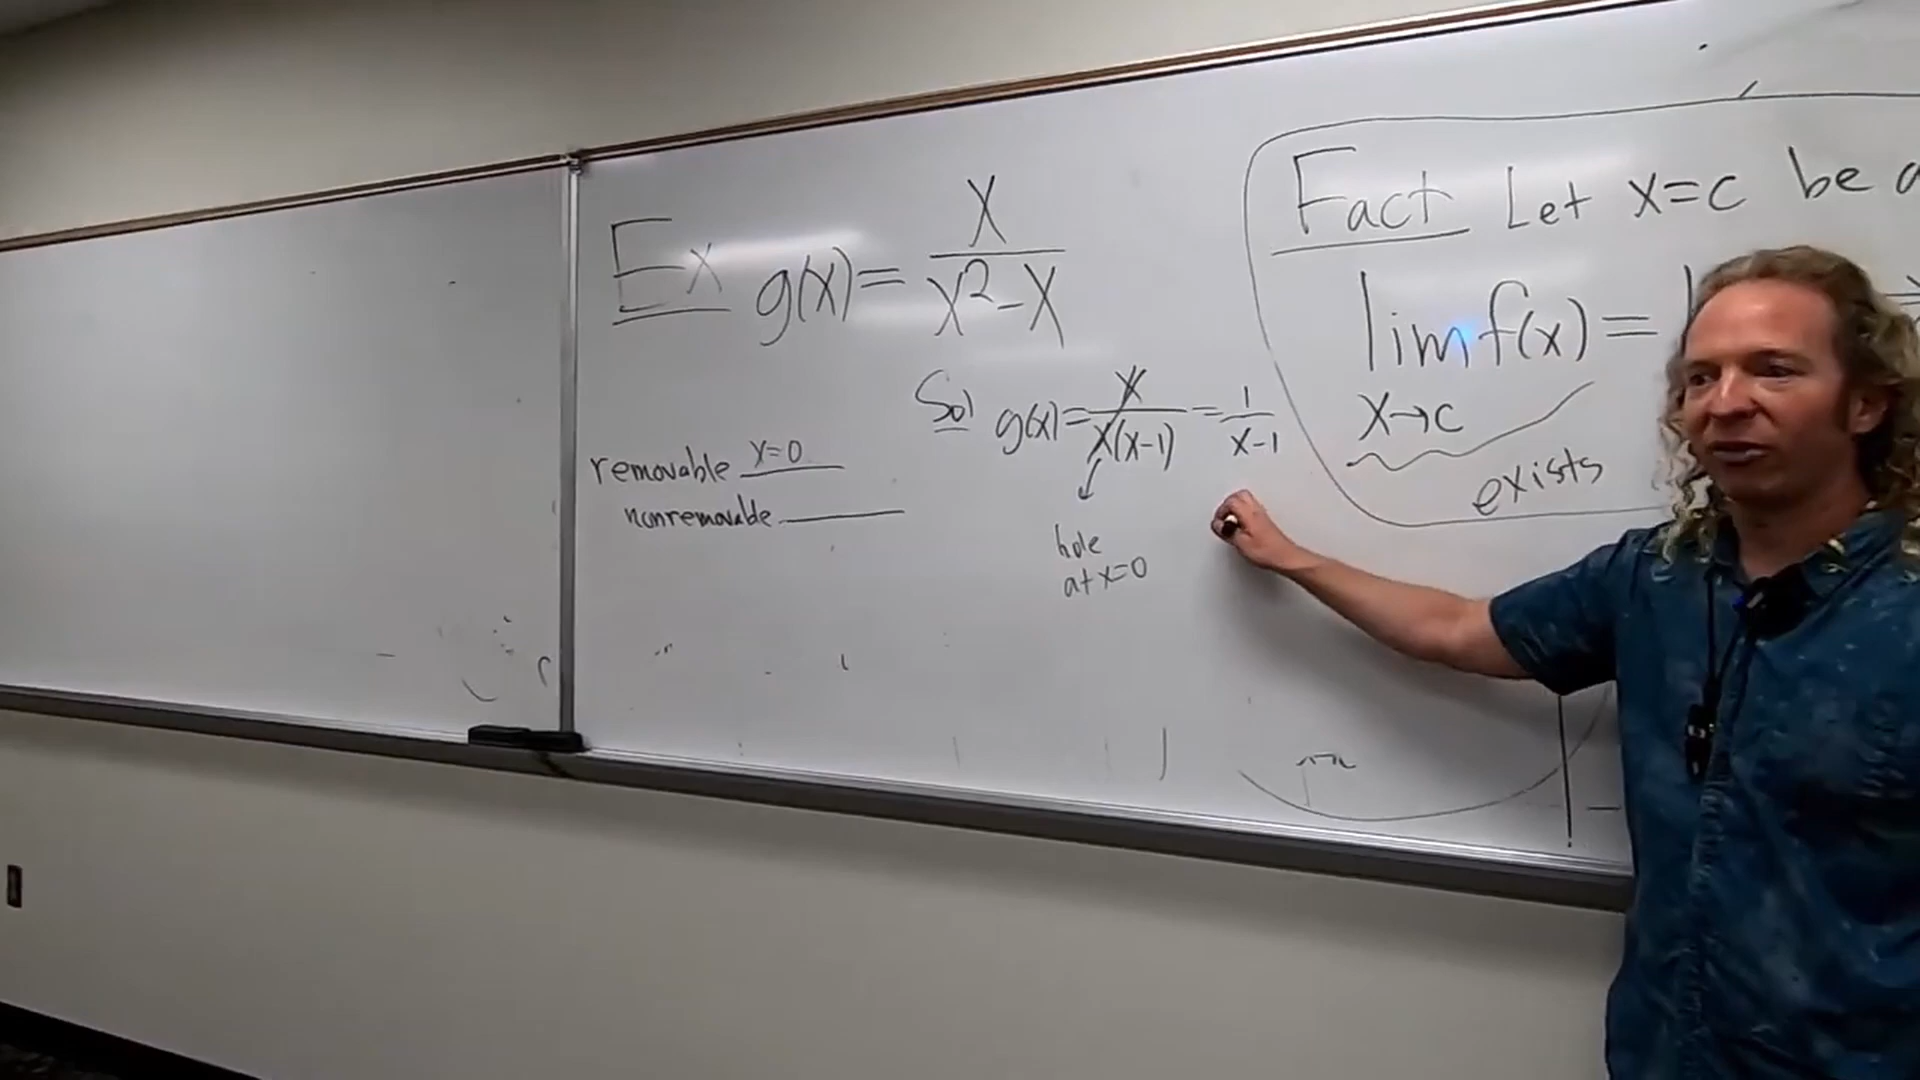 Ex g(x) = x / x² - x
Sol g(x) = x / x(x-1) = 1 / x-1
removable x=0
nonremovable
hole
at x=0
Fact Let x=c be a
lim f(x) =
x→c
exists